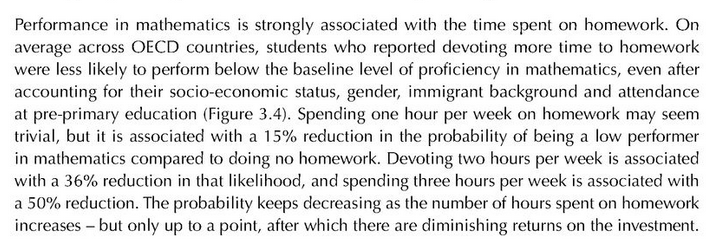 Performance in mathematics is strongly associated with the time spent on homework. On
average across OECD countries, students who reported devoting more time to homework
were less likely to perform below the baseline level of proficiency in mathematics, even after
accounting for their socio-economic status, gender, immigrant background and attendance
at pre-primary education (Figure 3.4). Spending one hour per week on homework may seem
trivial, but it is associated with a 15% reduction in the probability of being a low performer
in mathematics compared to doing no homework. Devoting two hours per week is associated
with a 36% reduction in that likelihood, and spending three hours per week is associated with
a 50% reduction. The probability keeps decreasing as the number of hours spent on homework
increases – but only up to a point, after which there are diminishing returns on the investment.